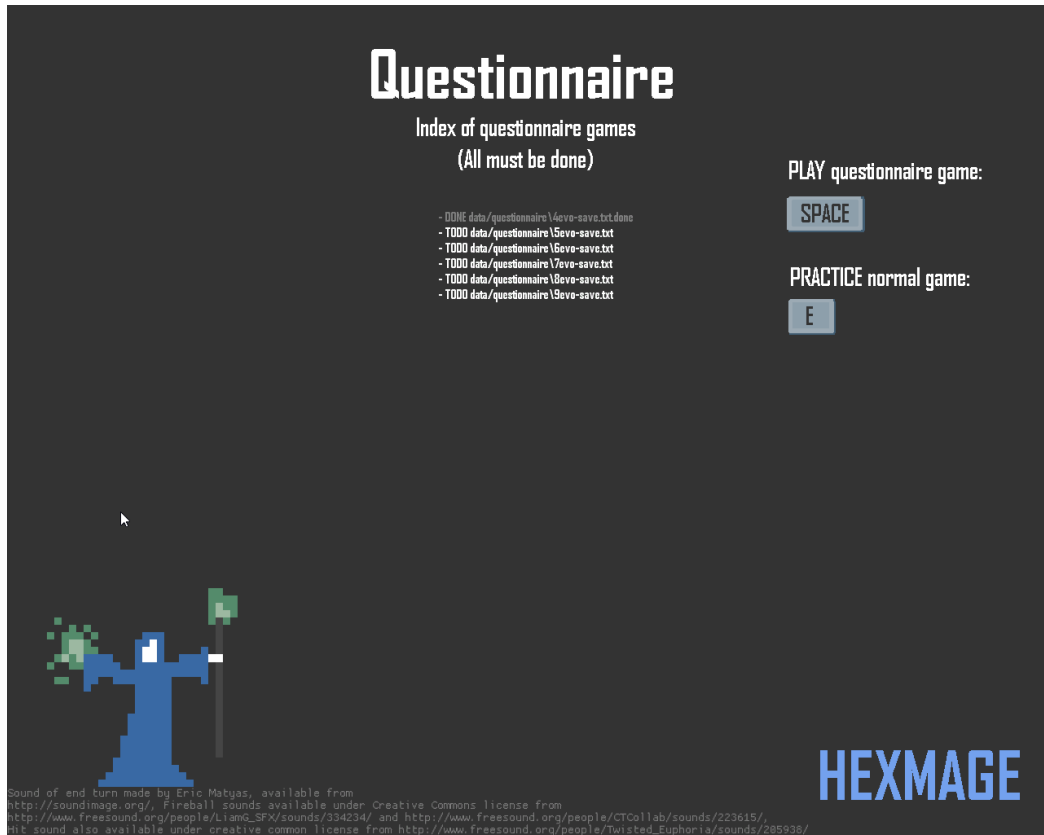 Questionnaire
Index of questionnaire games
(All must be done)
PLAY questionnaire game:
SPACE
- DONE data/questionnaire\4evo-save.txt.done
- TODO data/questionnaire\5evo-save.txt
- TODO data/questionnaire\6evo-save.txt
- TODO data/questionnaire\7evo-save.txt
- TODO data/questionnaire\8evo-save.txt
- TODO data/questionnaire\9evo-save.txt
PRACTICE normal game:
E
HEXMAGE
Sound of end turn made by Eric Matyas, available from
http://soundimage.org/, Fireball sounds available under Creative Commons license from
http://www.freesound.org/people/LiamG_SFX/sounds/334234/ and http://www.freesound.org/people/CTCollab/sounds/223615/,
Hit sound also available under creative common license from http://www.freesound.org/people/Twisted_Euphoria/sounds/205938/